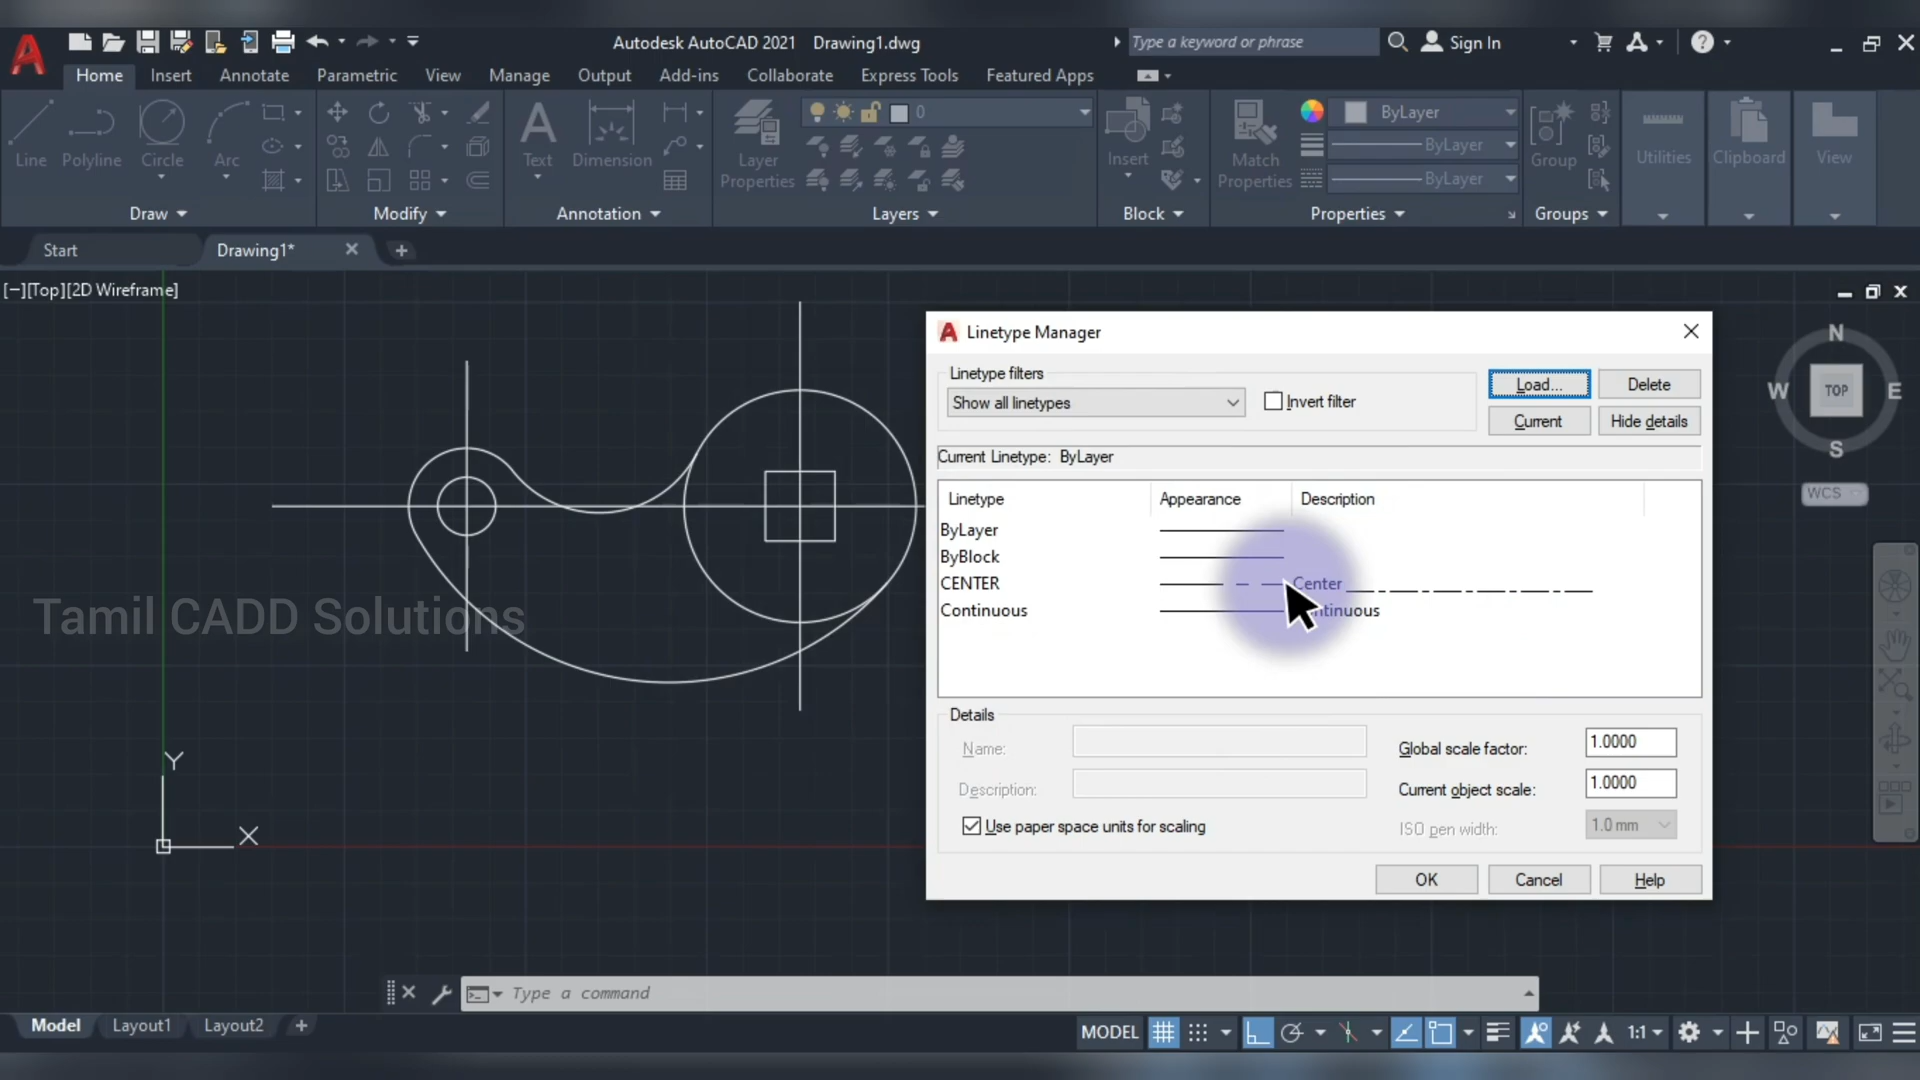 Autodesk AutoCAD 2021 Drawing1.dwg
Type a keyword or phrase
Sign In
Home Insert Annotate Parametric View Manage Output Add-ins Collaborate Express Tools Featured Apps
0
ByLayer
ByLayer
ByLayer
Line Polyline Circle Arc
Text Dimension
Layer Properties
Insert
Match Properties
Group
Utilities
Clipboard
View
Draw Modify Annotation Layers Block Properties Groups
Start Drawing1*
[−][Top][2D Wireframe]
N
W TOP E
S
WCS
Linetype Manager
Linetype filters
Show all linetypes
Invert filter
Load... Delete
Current Hide details
Current Linetype: ByLayer
Linetype Appearance Description
ByLayer
ByBlock
CENTER Center
Continuous Continuous
Details
Name:
Description:
Use paper space units for scaling
Global scale factor: 1.0000
Current object scale: 1.0000
ISO pen width: 1.0 mm
OK Cancel Help
Tamil CADD Solutions
Y
X
Type a command
Model Layout1 Layout2
MODEL 1:1